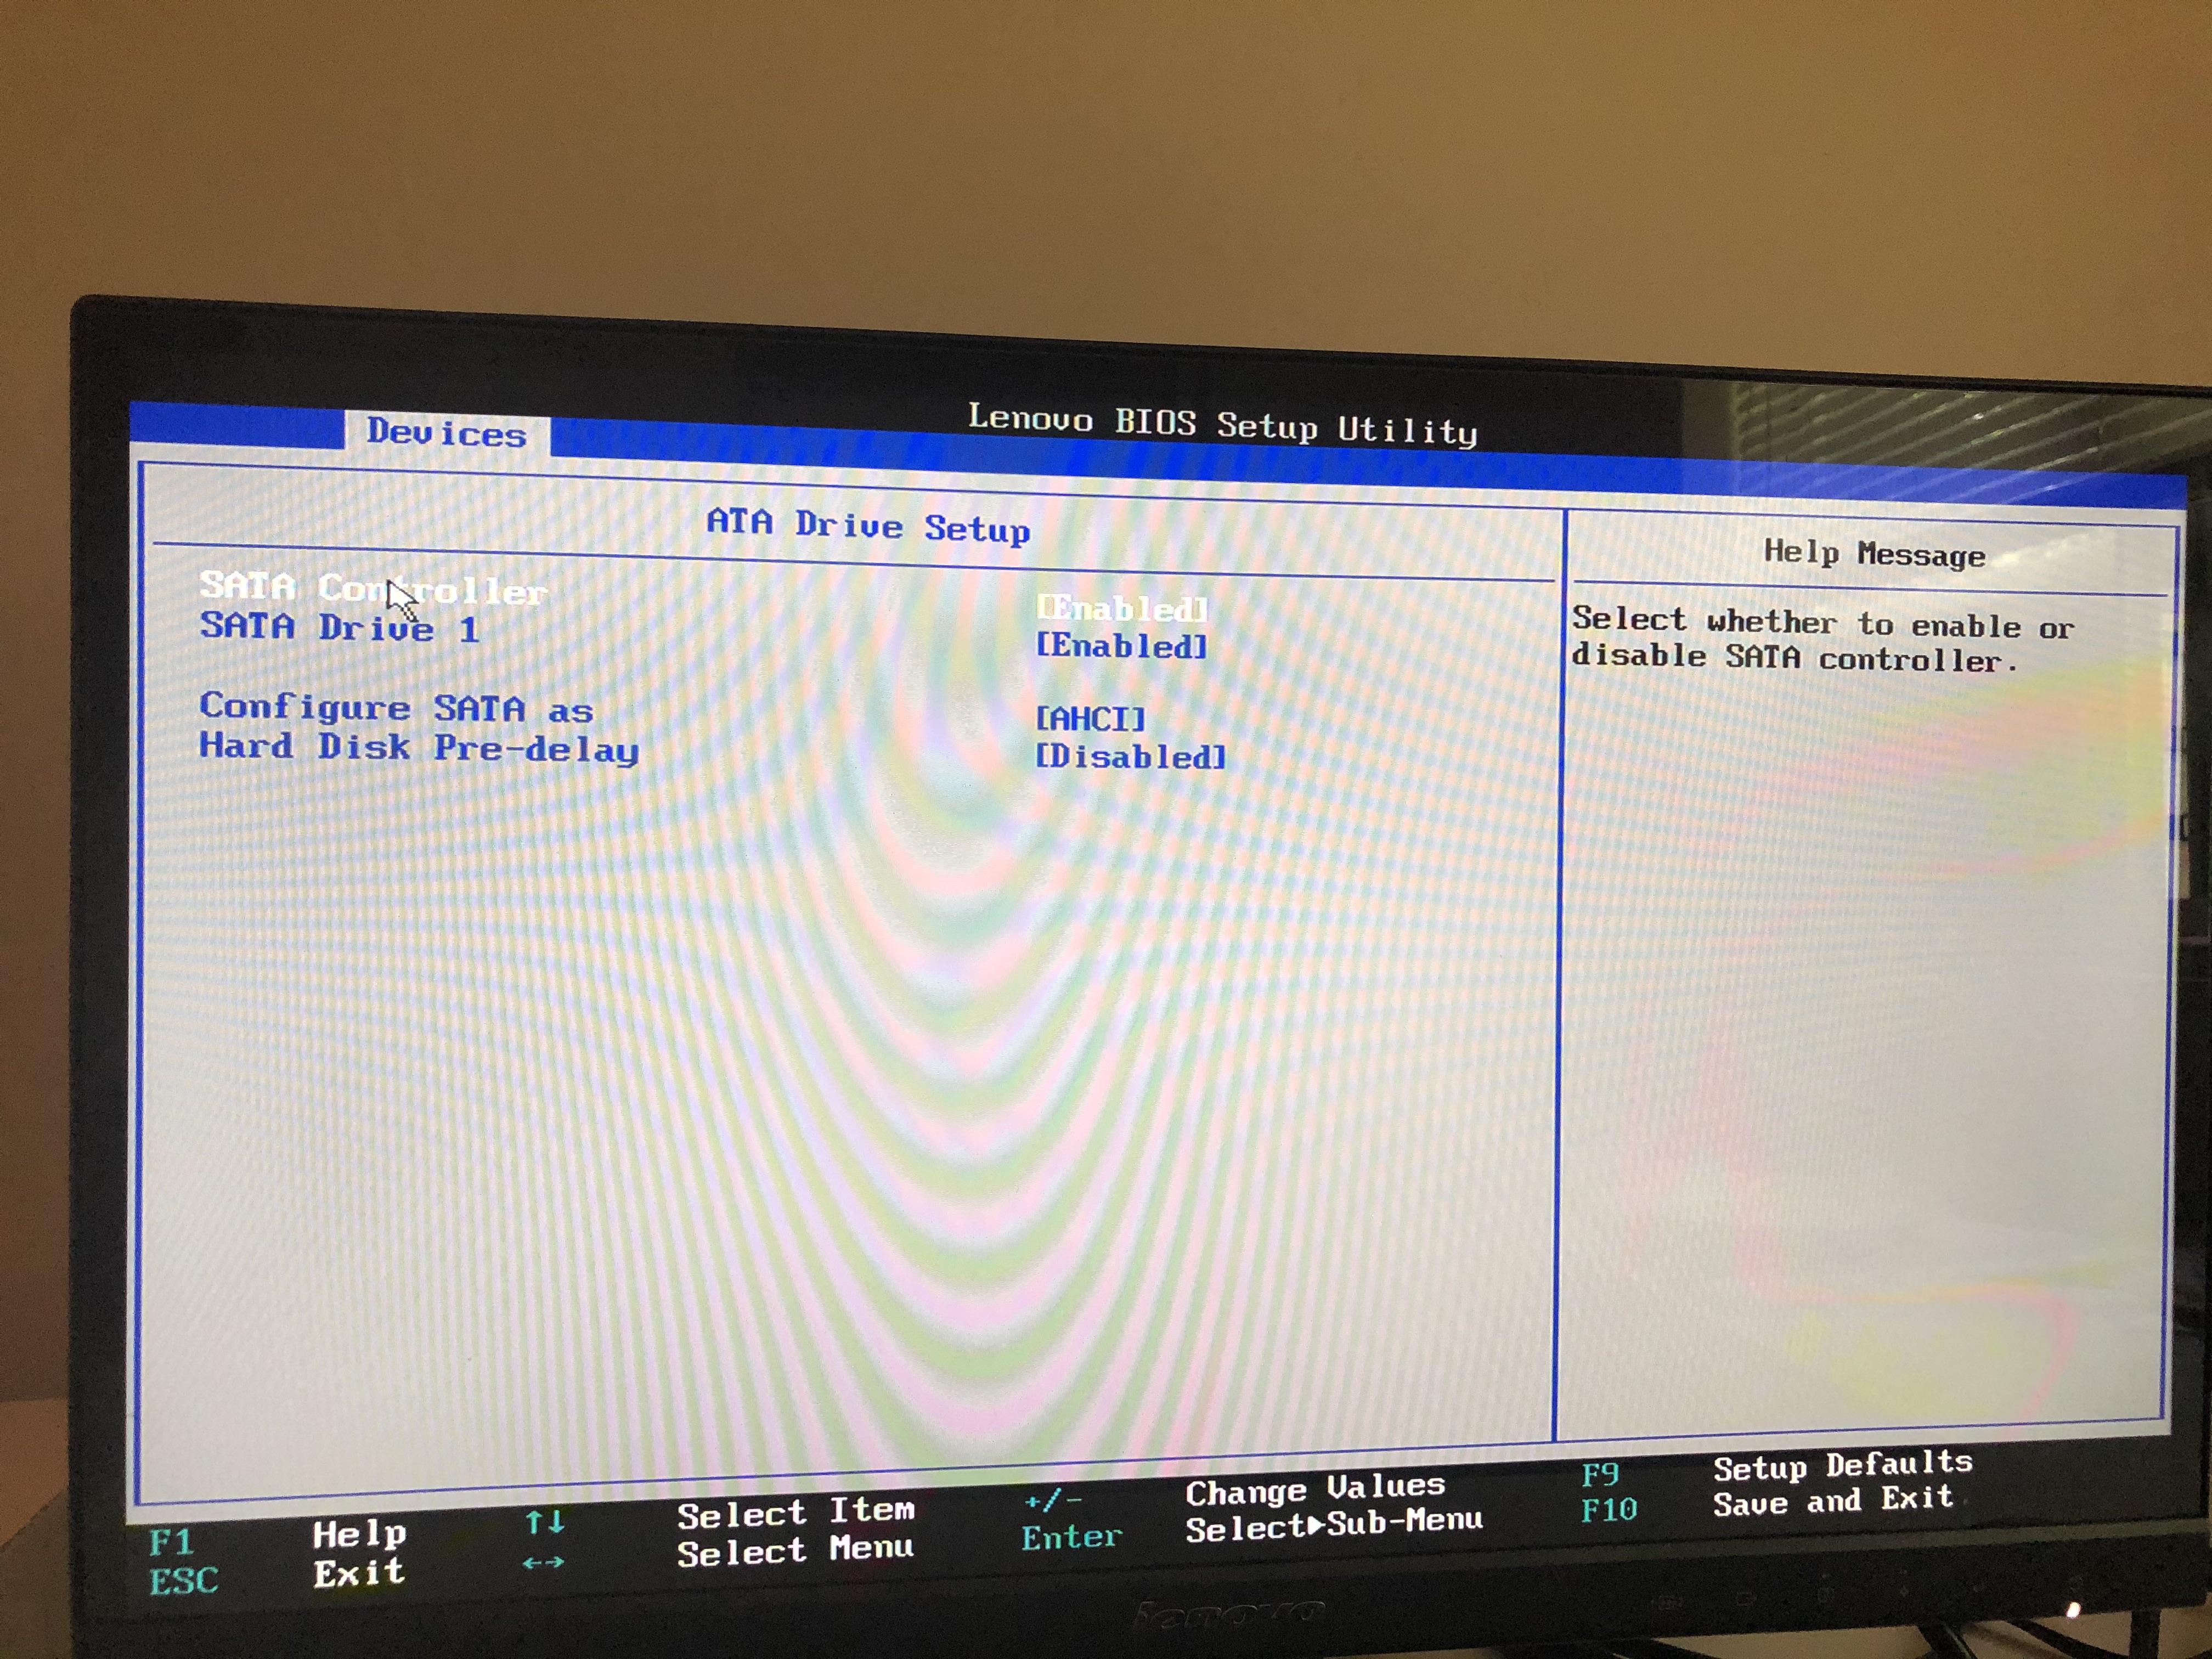 Lenovo BIOS Setup Utility
Devices
ATA Drive Setup
SATA Controller [Enabled]
SATA Drive 1 [Enabled]
Configure SATA as [AHCI]
Hard Disk Pre-delay [Disabled]
Help Message
Select whether to enable or
disable SATA controller.
F1 Help ↑↓ Select Item +/- Change Values F9 Setup Defaults
ESC Exit ←→ Select Menu Enter Select▶Sub-Menu F10 Save and Exit
lenovo